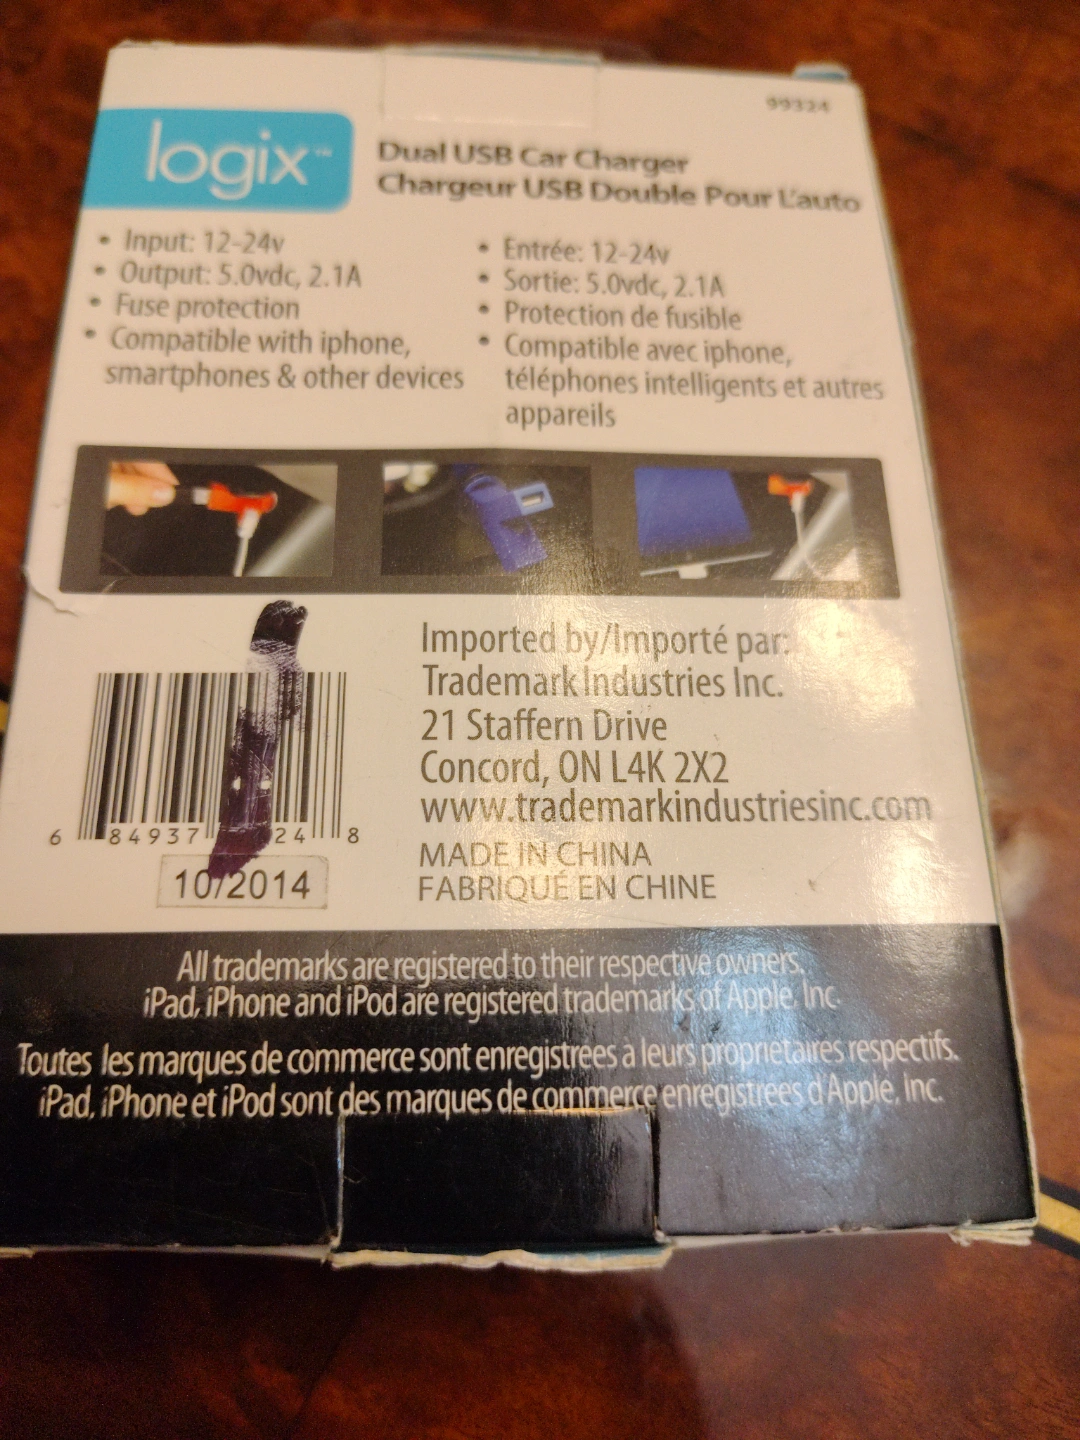 99324
logix™
Dual USB Car Charger
Chargeur USB Double Pour L'auto
• Input: 12-24v
• Output: 5.0vdc, 2.1A
• Fuse protection
• Compatible with iphone,
smartphones & other devices
• Entrée: 12-24v
• Sortie: 5.0vdc, 2.1A
• Protection de fusible
• Compatible avec iphone,
téléphones intelligents et autres
appareils
Imported by/Importé par:
Trademark Industries Inc.
21 Staffern Drive
Concord, ON L4K 2X2
www.trademarkindustriesinc.com
MADE IN CHINA
FABRIQUÉ EN CHINE
6 84937 24 8
10/2014
All trademarks are registered to their respective owners.
iPad, iPhone and iPod are registered trademarks of Apple, Inc.
Toutes les marques de commerce sont enregistrées à leurs propriétaires respectifs.
iPad, iPhone et iPod sont des marques de commerce enregistrées d'Apple, Inc.